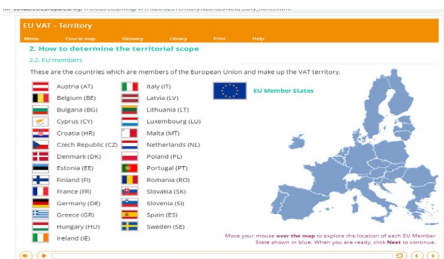 EU VAT - Territory
Menu Course map Glossary Library Print Help
2. How to determine the territorial scope
2.2. EU members
These are the countries which are members of the European Union and make up the VAT territory.
Austria (AT)
Belgium (BE)
Bulgaria (BG)
Cyprus (CY)
Croatia (HR)
Czech Republic (CZ)
Denmark (DK)
Estonia (EE)
Finland (FI)
France (FR)
Germany (DE)
Greece (GR)
Hungary (HU)
Ireland (IE)
Italy (IT)
Latvia (LV)
Lithuania (LT)
Luxembourg (LU)
Malta (MT)
Netherlands (NL)
Poland (PL)
Portugal (PT)
Romania (RO)
Slovakia (SK)
Slovenia (SI)
Spain (ES)
Sweden (SE)
EU Member States
Move your mouse over the map to explore the location of each EU Member
State shown in blue. When you are ready, click Next to continue.